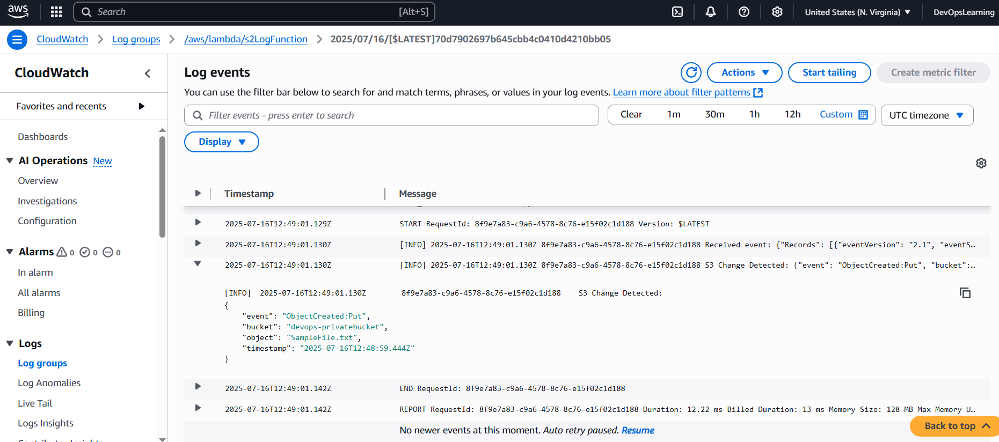 aws
Search [Alt+S]
United States (N. Virginia)
DevOpsLearning
CloudWatch
Log groups
/aws/lambda/s2LogFunction
2025/07/16/[$LATEST]70d7902697b645cbb4c0410d4210bb05
CloudWatch
Favorites and recents
Dashboards
AI Operations New
Overview
Investigations
Configuration
Alarms 0 0 0
In alarm
All alarms
Billing
Logs
Log groups
Log Anomalies
Live Tail
Logs Insights
Log events
Actions
Start tailing
Create metric filter
You can use the filter bar below to search for and match terms, phrases, or values in your log events. Learn more about filter patterns
Filter events - press enter to search
Clear 1m 30m 1h 12h Custom
UTC timezone
Display
Timestamp Message
2025-07-16T12:49:01.129Z START RequestId: 8f9e7a83-c9a6-4578-8c76-e15f02c1d188 Version: $LATEST
2025-07-16T12:49:01.130Z [INFO] 2025-07-16T12:49:01.130Z 8f9e7a83-c9a6-4578-8c76-e15f02c1d188 Received event: {"Records": [{"eventVersion": "2.1", "eventS…
2025-07-16T12:49:01.130Z [INFO] 2025-07-16T12:49:01.130Z 8f9e7a83-c9a6-4578-8c76-e15f02c1d188 S3 Change Detected: {"event": "ObjectCreated:Put", "bucket":…
[INFO] 2025-07-16T12:49:01.130Z 8f9e7a83-c9a6-4578-8c76-e15f02c1d188 S3 Change Detected:
{
"event": "ObjectCreated:Put",
"bucket": "devops-privatebucket",
"object": "SampleFile.txt",
"timestamp": "2025-07-16T12:48:59.444Z"
}
2025-07-16T12:49:01.142Z END RequestId: 8f9e7a83-c9a6-4578-8c76-e15f02c1d188
2025-07-16T12:49:01.142Z REPORT RequestId: 8f9e7a83-c9a6-4578-8c76-e15f02c1d188 Duration: 12.22 ms Billed Duration: 13 ms Memory Size: 128 MB Max Memory U…
No newer events at this moment. Auto retry paused. Resume
Back to top